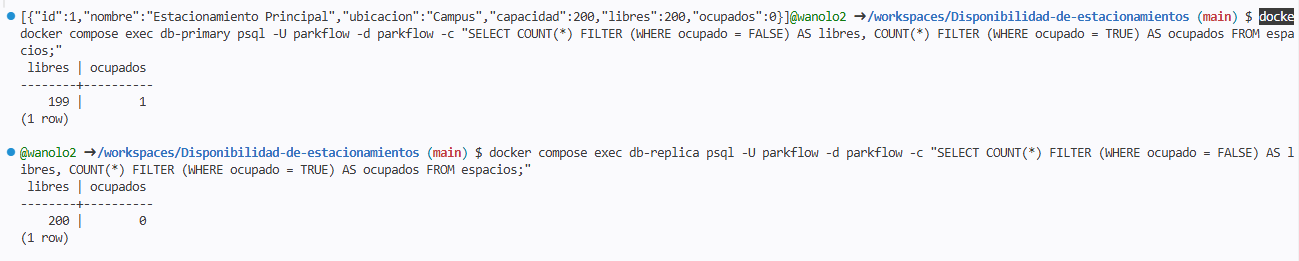 [{"id":1,"nombre":"Estacionamiento Principal","ubicacion":"Campus","capacidad":200,"libres":200,"ocupados":0}]@wanolo2 ➜/workspaces/Disponibilidad-de-estacionamientos (main) $ docke
docker compose exec db-primary psql -U parkflow -d parkflow -c "SELECT COUNT(*) FILTER (WHERE ocupado = FALSE) AS libres, COUNT(*) FILTER (WHERE ocupado = TRUE) AS ocupados FROM espa
cios;"
 libres | ocupados
--------+----------
    199 |        1
(1 row)
@wanolo2 ➜/workspaces/Disponibilidad-de-estacionamientos (main) $ docker compose exec db-replica psql -U parkflow -d parkflow -c "SELECT COUNT(*) FILTER (WHERE ocupado = FALSE) AS l
ibres, COUNT(*) FILTER (WHERE ocupado = TRUE) AS ocupados FROM espacios;"
 libres | ocupados
--------+----------
    200 |        0
(1 row)